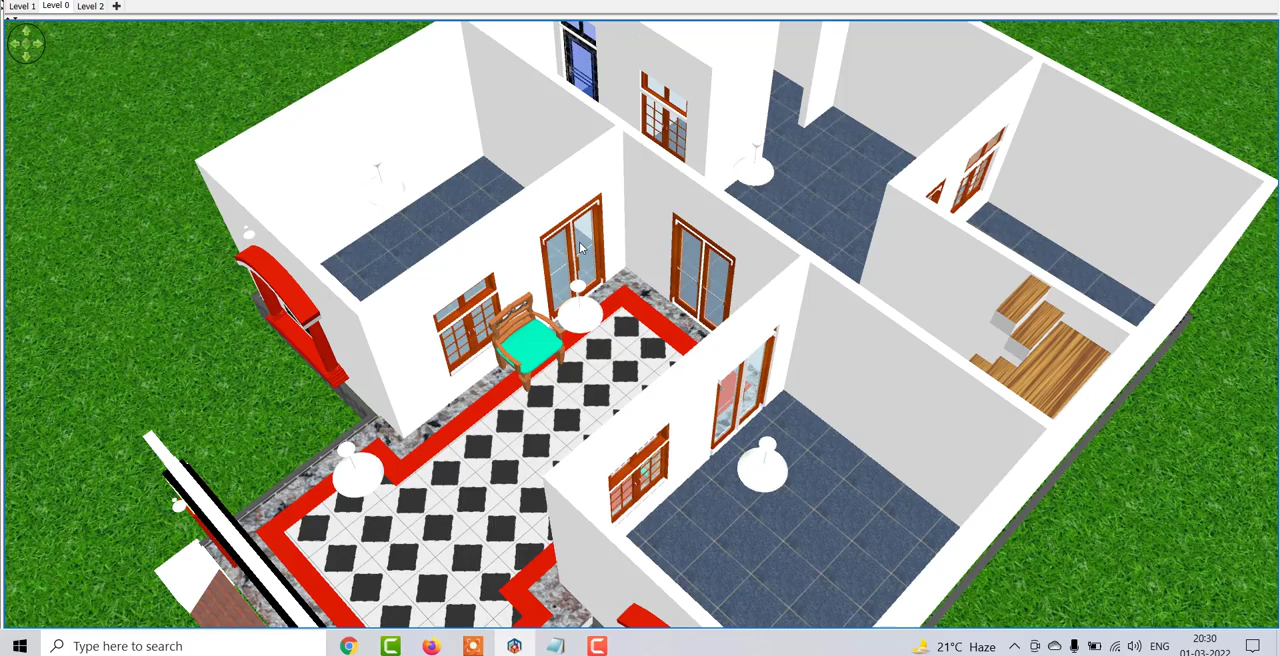 Level 1 Level 0 Level 2
Type here to search
21°C Haze
ENG
20:30
01-03-2022